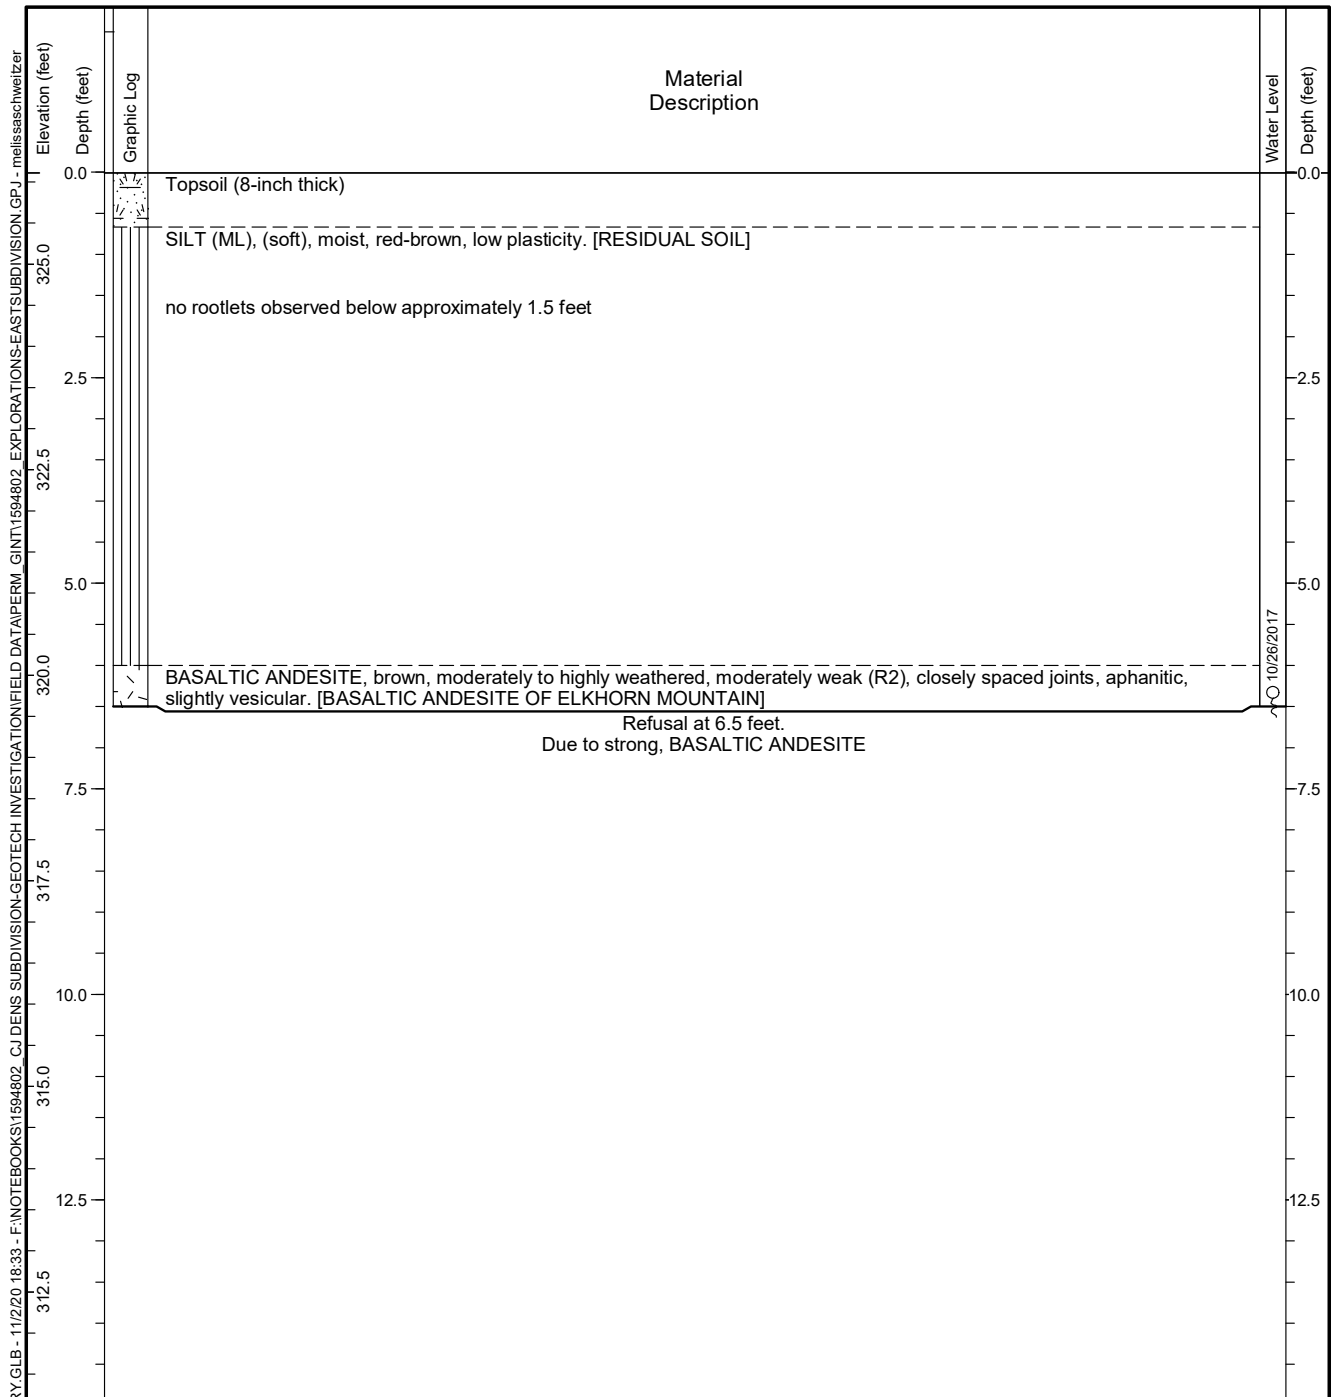 RY.GLB - 11/2/20 18:33 - F:\NOTEBOOKS\1594802_CJ DENS SUBDIVISION-GEOTECH INVESTIGATION\FIELD DATA\PERM_GINT\1594802_EXPLORATIONS-EASTSUBDIVISION.GPJ - melissaschweitzer
Elevation (feet)
Depth (feet)
Graphic Log
Material
Description
Water Level
Depth (feet)
0.0
0.0
Topsoil (8-inch thick)
SILT (ML), (soft), moist, red-brown, low plasticity. [RESIDUAL SOIL]
325.0
no rootlets observed below approximately 1.5 feet
2.5
2.5
322.5
5.0
5.0
320.0
BASALTIC ANDESITE, brown, moderately to highly weathered, moderately weak (R2), closely spaced joints, aphanitic,
slightly vesicular. [BASALTIC ANDESITE OF ELKHORN MOUNTAIN]
10/26/2017
Refusal at 6.5 feet.
Due to strong, BASALTIC ANDESITE
7.5
7.5
317.5
10.0
10.0
315.0
12.5
12.5
312.5